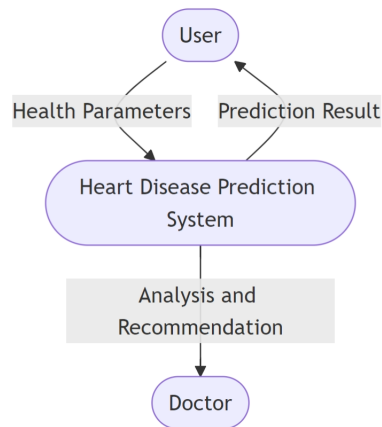 User
Health Parameters
Prediction Result
Heart Disease Prediction
System
Analysis and
Recommendation
Doctor